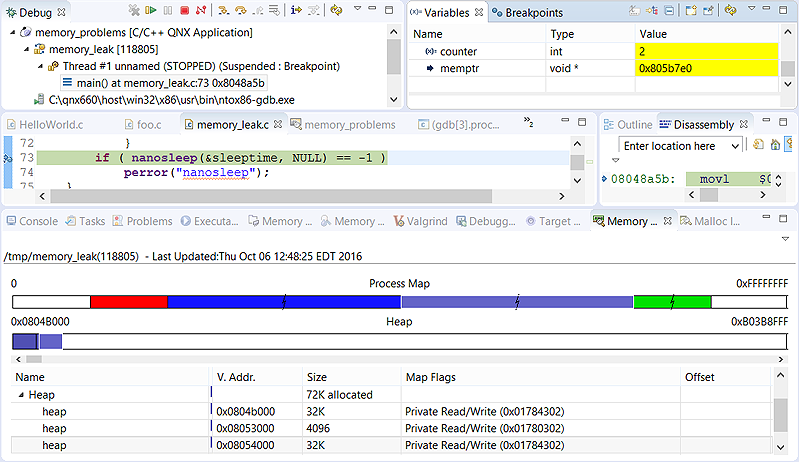 Debug
memory_problems [C/C++ QNX Application]
memory_leak [118805]
Thread #1 unnamed (STOPPED) (Suspended : Breakpoint)
main() at memory_leak.c:73 0x8048a5b
C:\qnx660\host\win32\x86\usr\bin\ntox86-gdb.exe
(x)= Variables Breakpoints
Name Type Value
(x)= counter int 2
memptr void * 0x805b7e0
HelloWorld.c foo.c memory_leak.c memory_problems (gdb[3].proc... »2
72 }
73 if ( nanosleep(&sleeptime, NULL) == -1 )
74 perror("nanosleep");
75 }
Outline Disassembly
Enter location here
08048a5b: movl $0
Console Tasks Problems Executa... Memory ... Memory ... Valgrind Debugg... Target ... Memory ... Malloc I...
/tmp/memory_leak(118805) - Last Updated:Thu Oct 06 12:48:25 EDT 2016
0 Process Map 0xFFFFFFFF
0x0804B000 Heap 0xB03B8FFF
Name V. Addr. Size Map Flags Offset
Heap 72K allocated
heap 0x0804b000 32K Private Read/Write (0x01784302)
heap 0x08053000 4096 Private Read/Write (0x01780302)
heap 0x08054000 32K Private Read/Write (0x01784302)